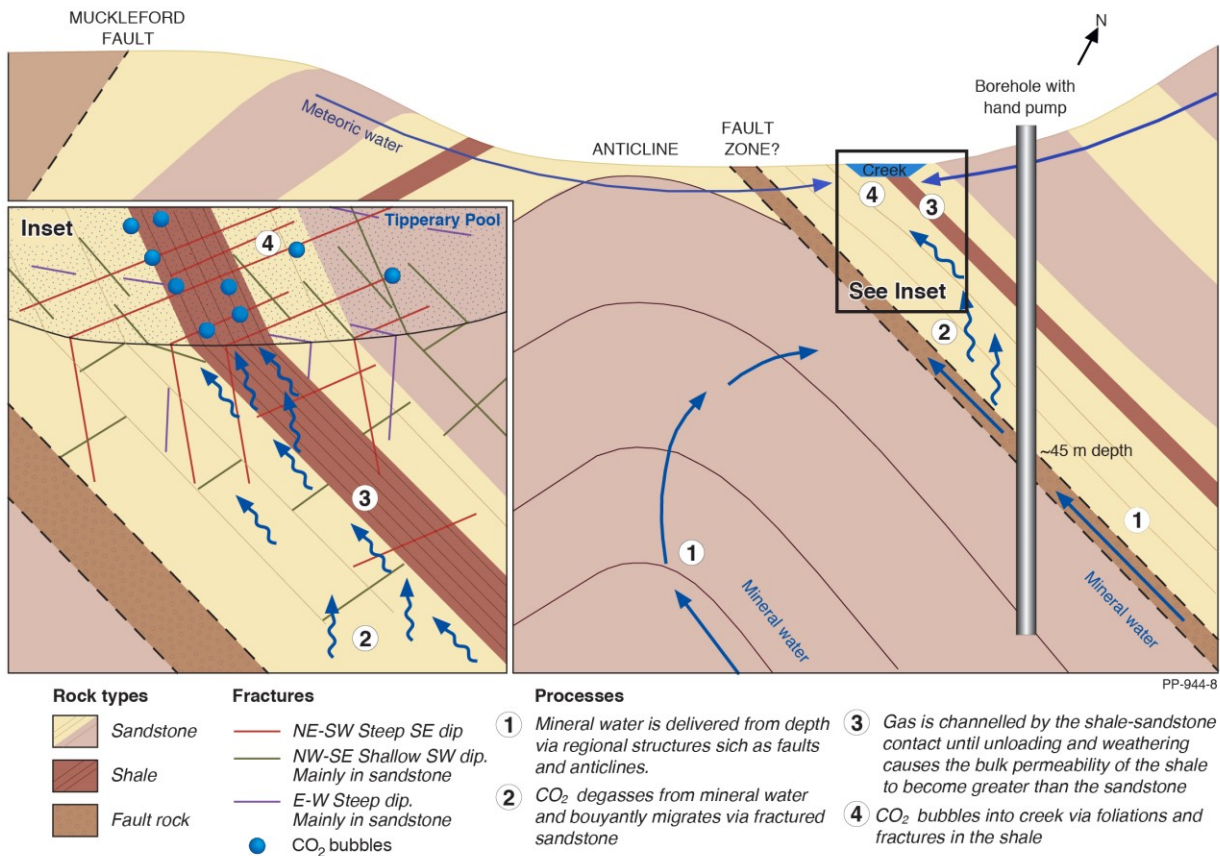 MUCKLEFORD
FAULT
N
Borehole with
hand pump
Meteoric water
ANTICLINE
FAULT
ZONE?
Creek
4
3
Inset
Tipperary Pool
4
3
2
See Inset
2
~45 m depth
1
1
Mineral water
Mineral water
PP-944-8
Rock types
Sandstone
Shale
Fault rock
Fractures
NE-SW Steep SE dip
NW-SE Shallow SW dip.
Mainly in sandstone
E-W Steep dip.
Mainly in sandstone
CO2 bubbles
Processes
1 Mineral water is delivered from depth
via regional structures sich as faults
and anticlines.
2 CO2 degasses from mineral water
and bouyantly migrates via fractured
sandstone
3 Gas is channelled by the shale-sandstone
contact until unloading and weathering
causes the bulk permeability of the shale
to become greater than the sandstone
4 CO2 bubbles into creek via foliations and
fractures in the shale